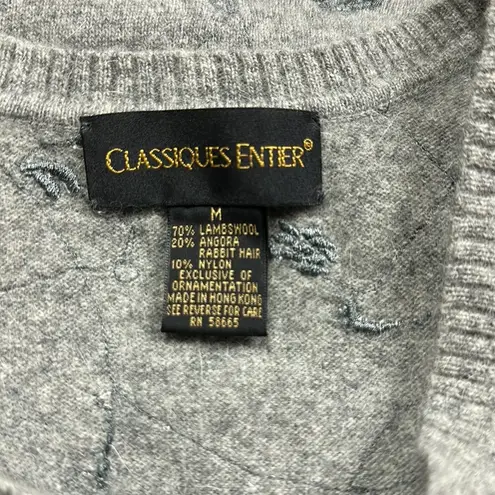 CLASSIQUES ENTIER®
M
70% LAMBSWOOL
20% ANGORA
RABBIT HAIR
10% NYLON
EXCLUSIVE OF
ORNAMENTATION
MADE IN HONG KONG
SEE REVERSE FOR CARE
RN 58665